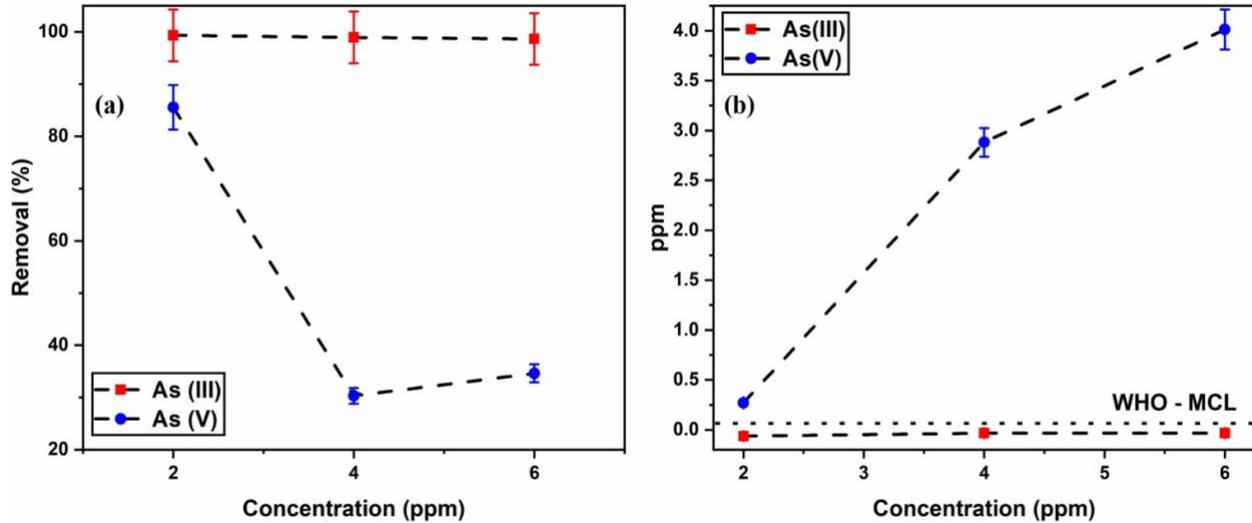 100
80
60
40
20
Removal (%)
(a)
As (III)
As (V)
2
4
6
Concentration (ppm)
4.0
3.5
3.0
2.5
2.0
1.5
1.0
0.5
0.0
ppm
As(III)
As(V)
(b)
WHO - MCL
2
3
4
5
6
Concentration (ppm)